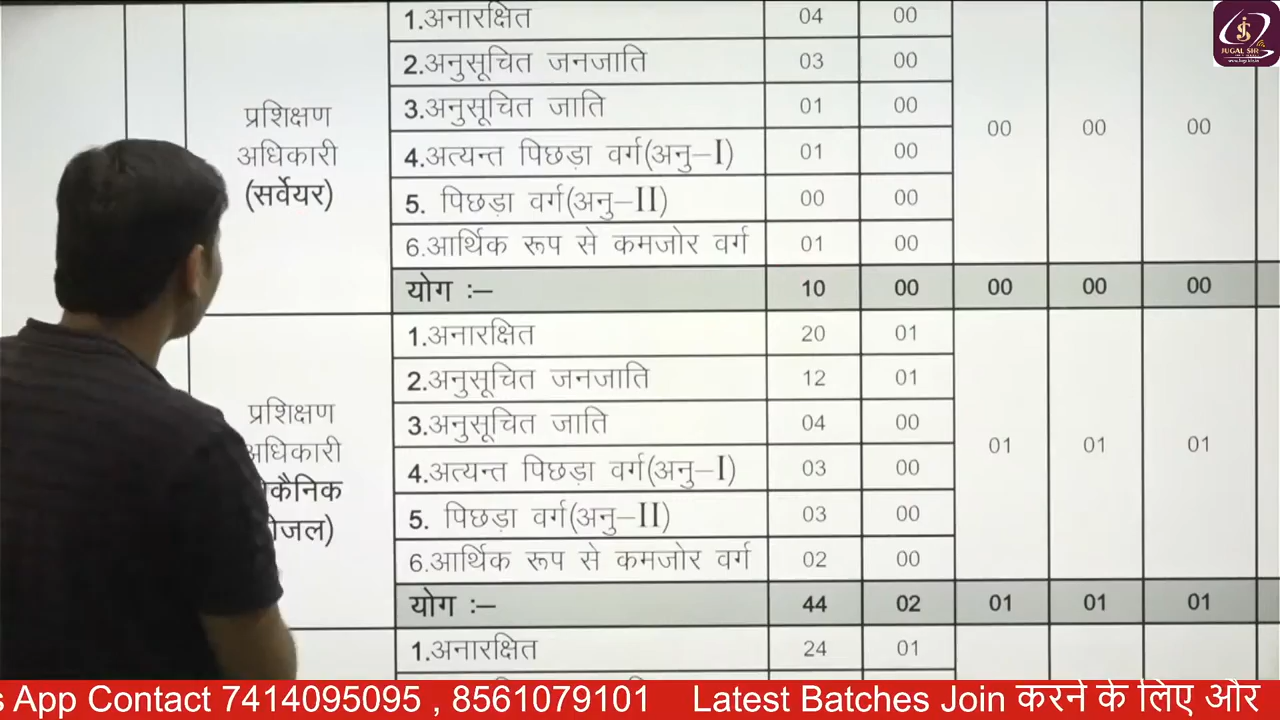 JUGAL SIR
1.अनारक्षित 04 00
2.अनुसूचित जनजाति 03 00
3.अनुसूचित जाति 01 00
प्रशिक्षण
अधिकारी
(सर्वेयर)
4.अत्यन्त पिछड़ा वर्ग(अनु–I) 01 00
00 00 00
5. पिछड़ा वर्ग(अनु–II) 00 00
6.आर्थिक रूप से कमजोर वर्ग 01 00
योग :– 10 00 00 00 00
1.अनारक्षित 20 01
2.अनुसूचित जनजाति 12 01
3.अनुसूचित जाति 04 00
प्रशिक्षण
अधिकारी
4.अत्यन्त पिछड़ा वर्ग(अनु–I) 03 00
01 01 01
5. पिछड़ा वर्ग(अनु–II) 03 00
6.आर्थिक रूप से कमजोर वर्ग 02 00
योग :– 44 02 01 01 01
1.अनारक्षित 24 01
s App Contact 7414095095 , 8561079101 Latest Batches Join करने के लिए और